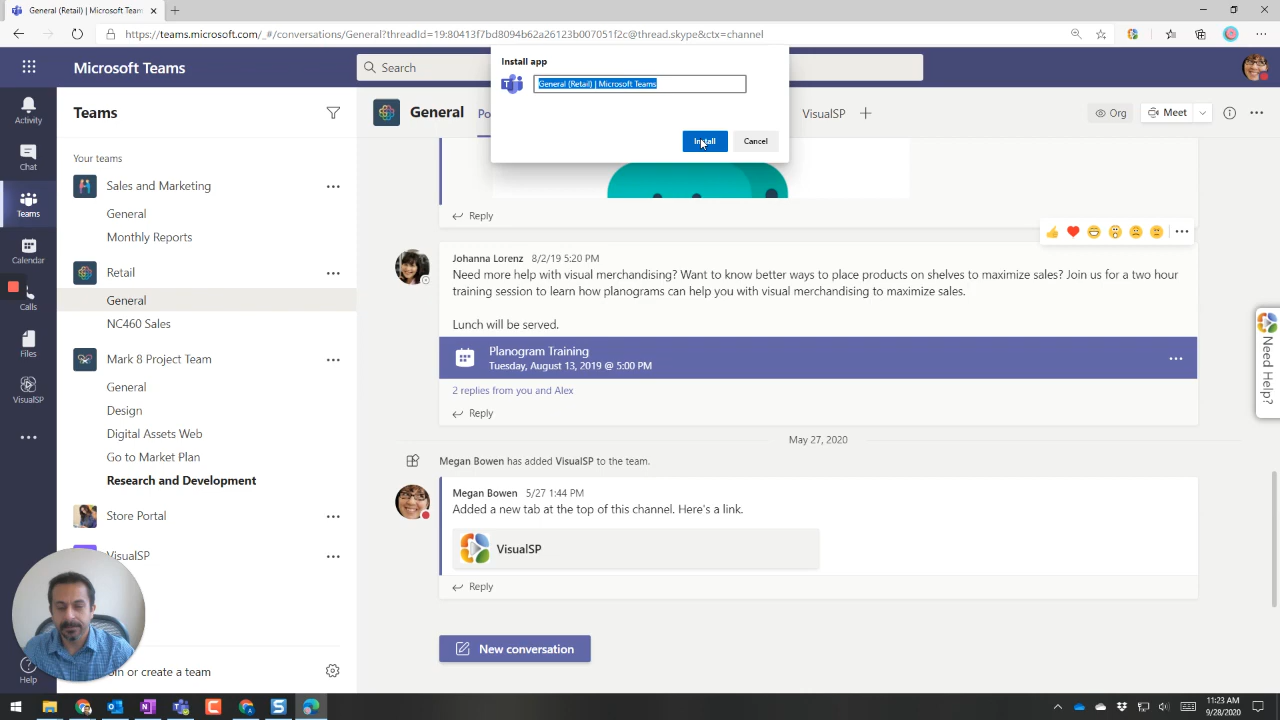 General (Retail) | Microsoft Teams
https://teams.microsoft.com/_#/conversations/General?threadId=19:80413f7bd8094b62a26123b007051f2c@thread.skype&ctx=channel
Install app
General (Retail) | Microsoft Teams
Install
Cancel
Microsoft Teams
Search
Activity
Chat
Teams
Calendar
Calls
Files
VisualSP
Help
Teams
Your teams
Sales and Marketing
General
Monthly Reports
Retail
General
NC460 Sales
Mark 8 Project Team
General
Design
Digital Assets Web
Go to Market Plan
Research and Development
Store Portal
VisualSP
oin or create a team
General
Po
VisualSP
Org
Meet
Reply
Johanna Lorenz 8/2/19 5:20 PM
Need more help with visual merchandising? Want to know better ways to place products on shelves to maximize sales? Join us for a two hour
training session to learn how planograms can help you with visual merchandising to maximize sales.
Lunch will be served.
Planogram Training
Tuesday, August 13, 2019 @ 5:00 PM
2 replies from you and Alex
Reply
May 27, 2020
Megan Bowen has added VisualSP to the team.
Megan Bowen 5/27 1:44 PM
Added a new tab at the top of this channel. Here's a link.
VisualSP
Reply
New conversation
Need Help?
11:23 AM
9/28/2020